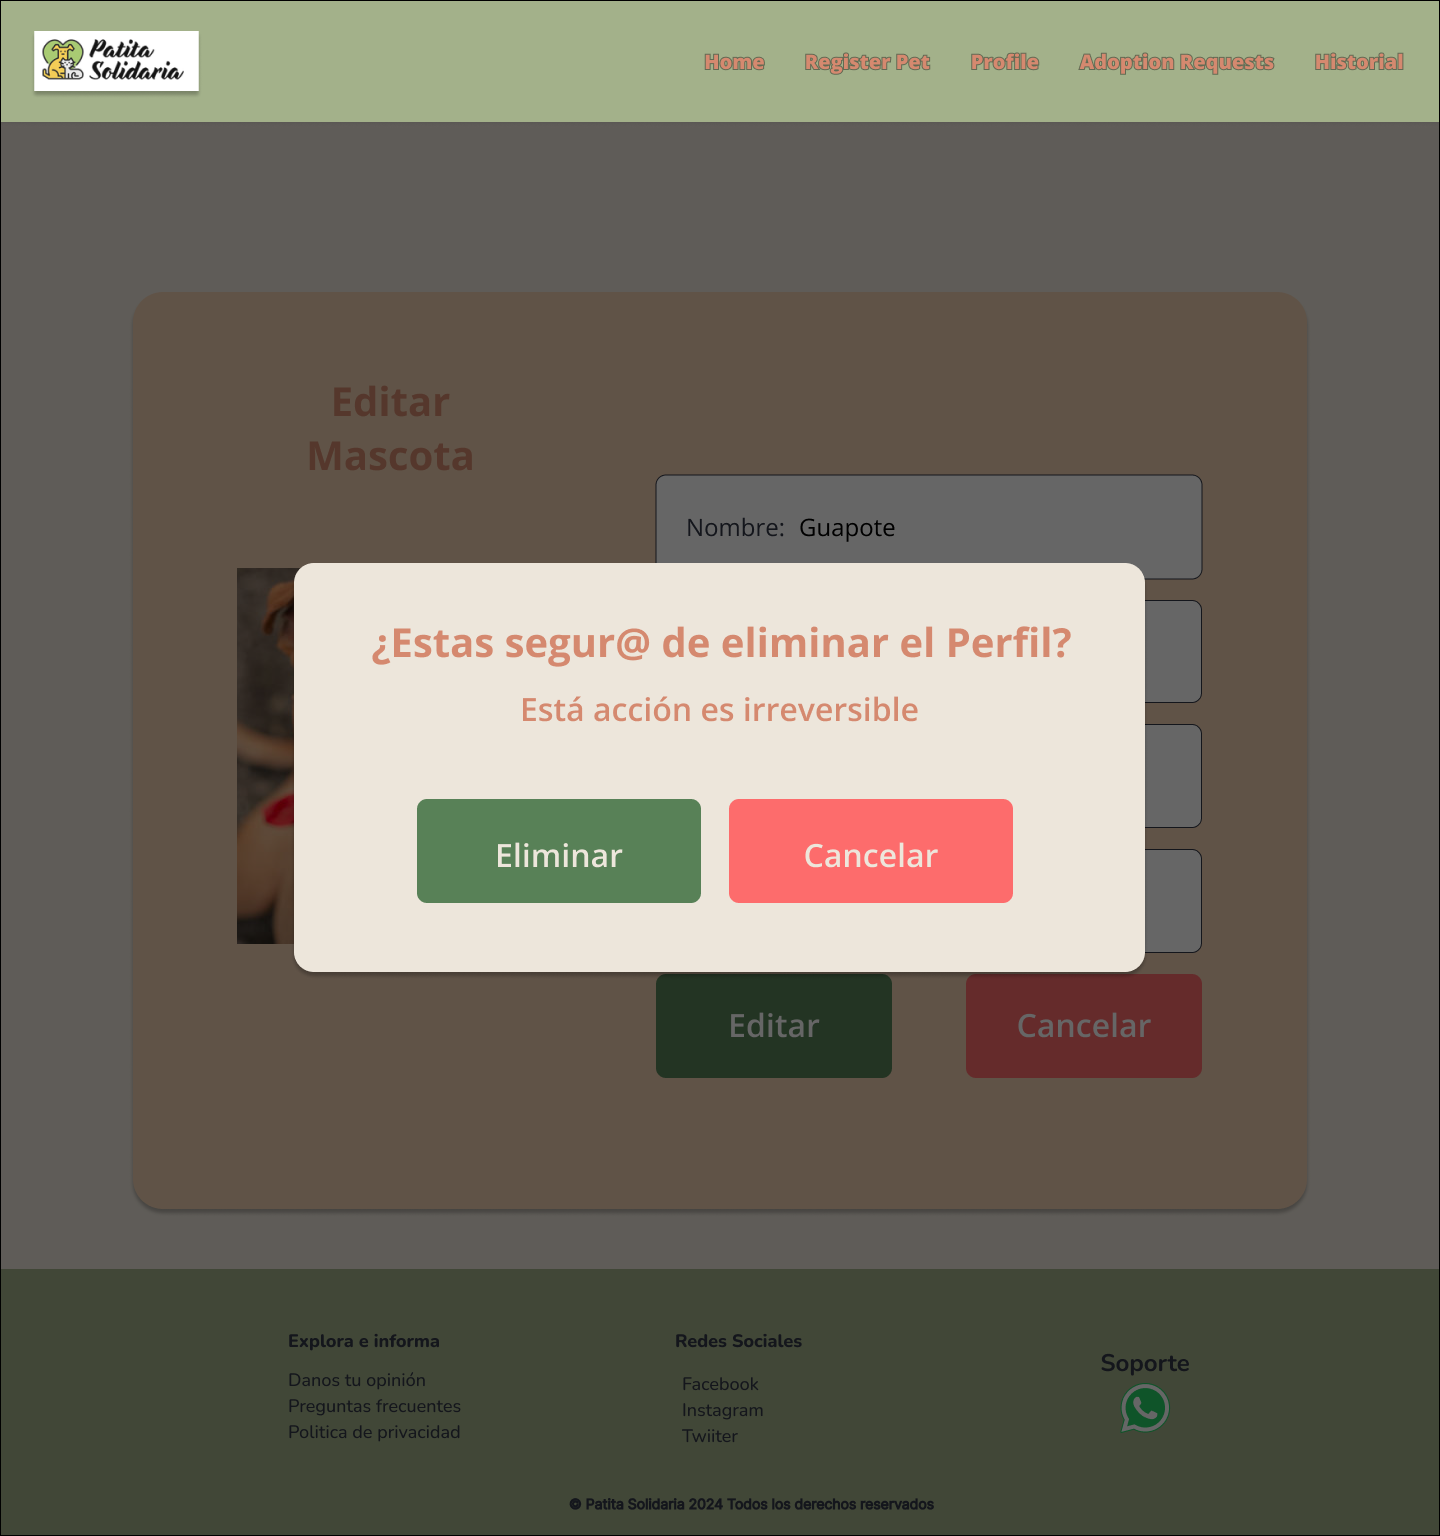 Patita
Solidaria
Home Register Pet Profile Adoption Requests Historial
Editar
Mascota
Nombre: Guapote
¿Estas segur@ de eliminar el Perfil?
Está acción es irreversible
Eliminar Cancelar
Editar Cancelar
Explora e informa
Danos tu opinión
Preguntas frecuentes
Politica de privacidad
Redes Sociales
Facebook
Instagram
Twiiter
Soporte
© Patita Solidaria 2024 Todos los derechos reservados